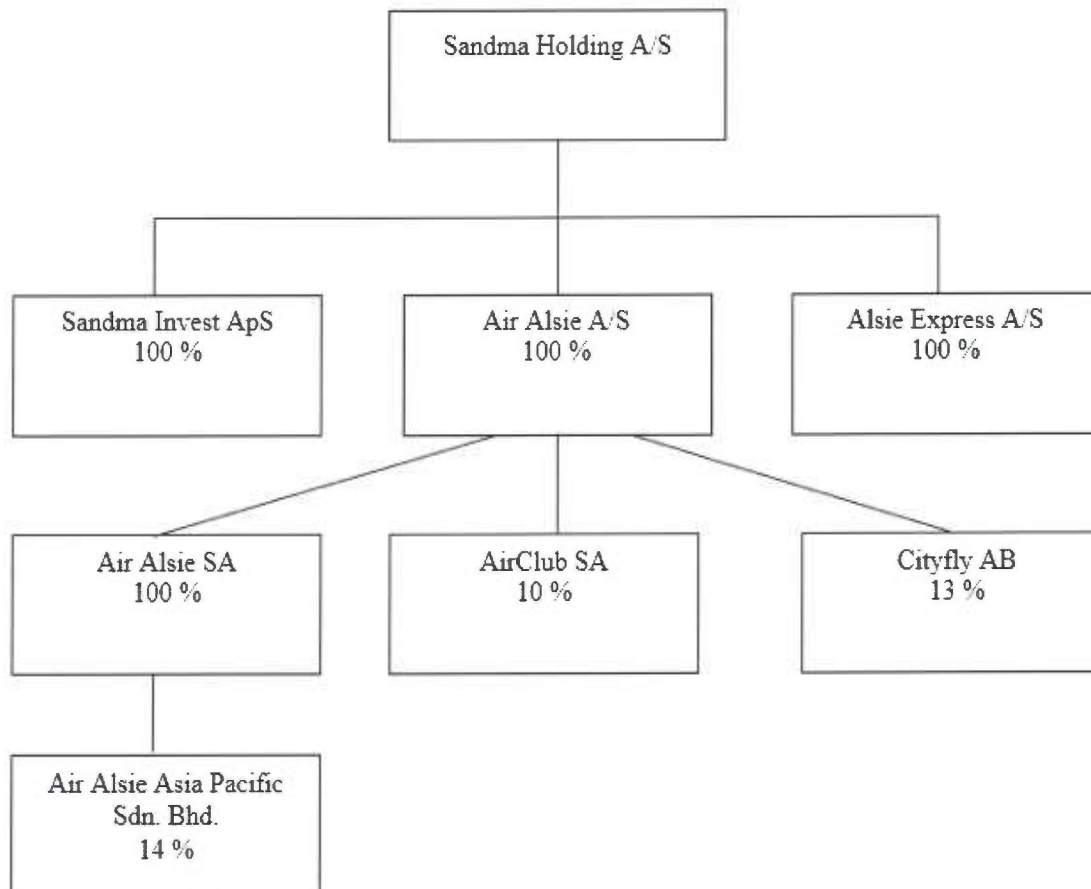 Sandma Holding A/S
Sandma Invest ApS
100 %
Air Alsie A/S
100 %
Alsie Express A/S
100 %
Air Alsie SA
100 %
AirClub SA
10 %
Cityfly AB
13 %
Air Alsie Asia Pacific
Sdn. Bhd.
14 %